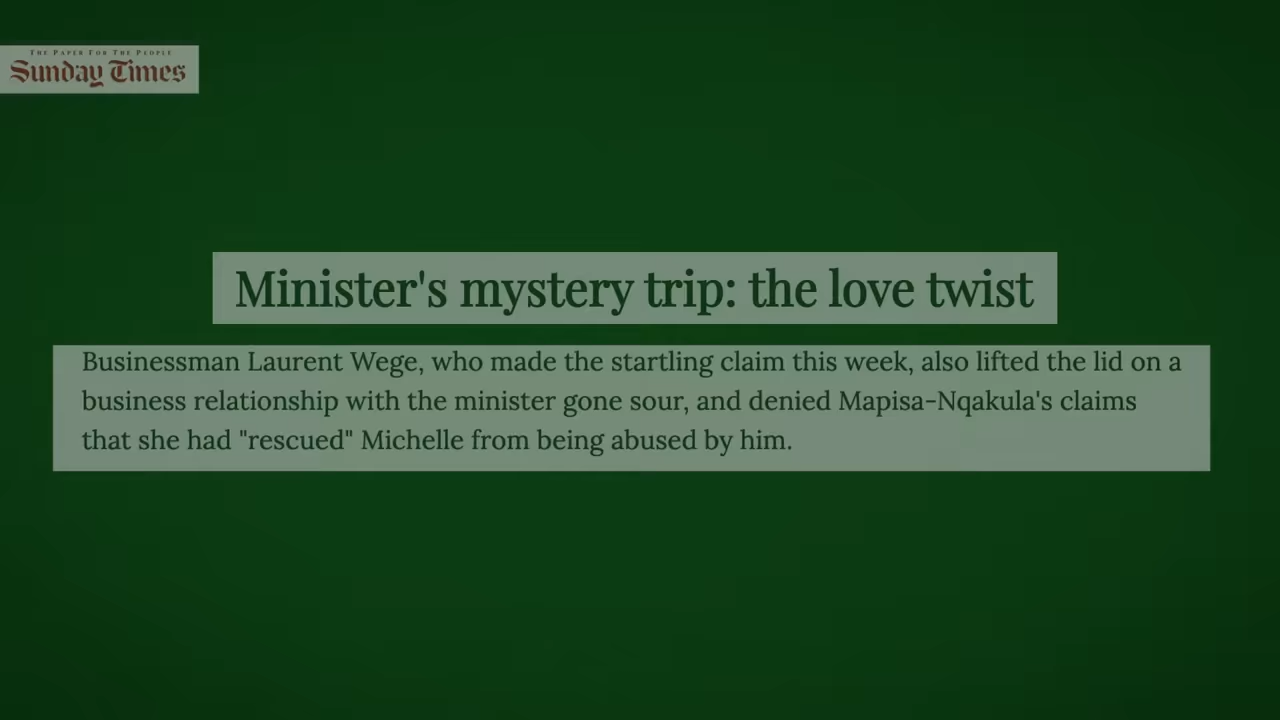 THE PAPER FOR THE PEOPLE
Sunday Times
Minister's mystery trip: the love twist
Businessman Laurent Wege, who made the startling claim this week, also lifted the lid on a
business relationship with the minister gone sour, and denied Mapisa-Nqakula's claims
that she had "rescued" Michelle from being abused by him.